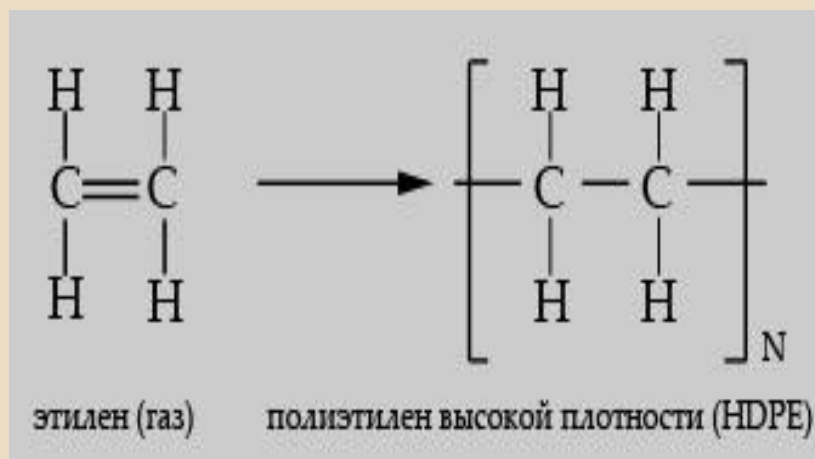 H H H H
C=C → [—C—C—]
H H H H
N
этилен (газ) полиэтилен высокой плотности (HDPE)